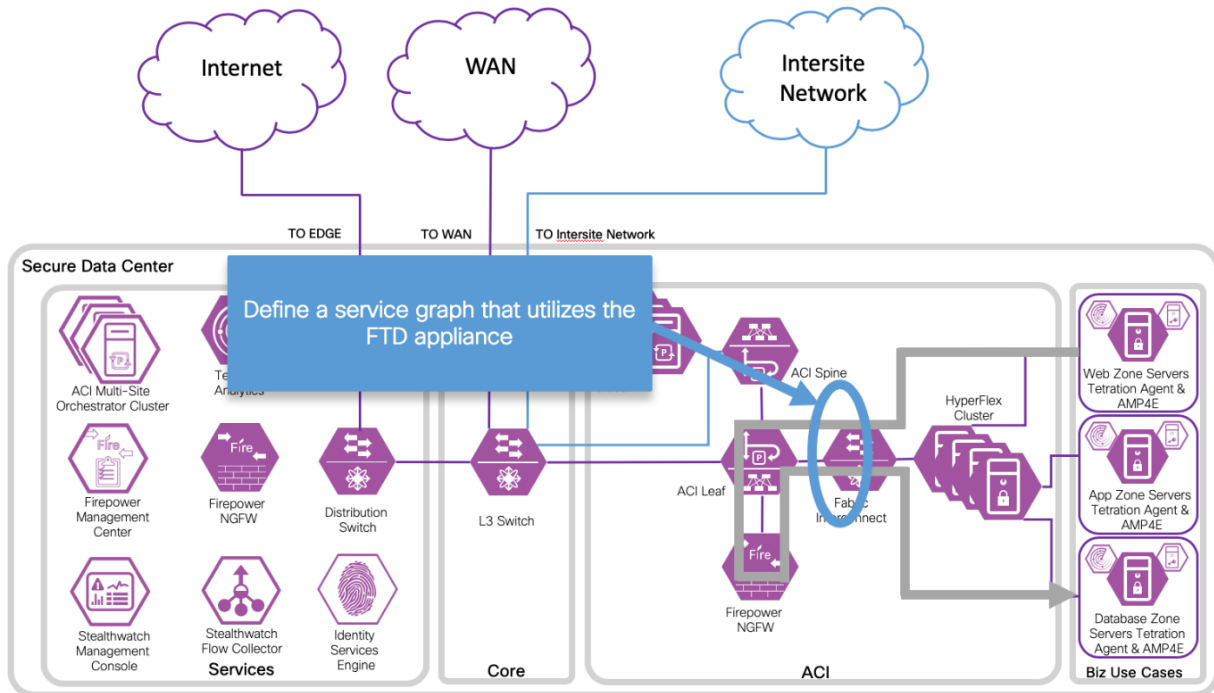 Internet
WAN
Intersite
Network
TO EDGE
TO WAN
TO Intersite Network
Secure Data Center
Define a service graph that utilizes the
FTD appliance
ACI Multi-Site
Orchestrator Cluster
Analytics
ACI Spine
Web Zone Servers
Tetration Agent &
AMP4E
HyperFlex
Cluster
Fire
Firepower
Management
Center
Fire
Firepower
NGFW
Distribution
Switch
L3 Switch
ACI Leaf
Fabric
Interconnect
App Zone Servers
Tetration Agent &
AMP4E
Fire
Firepower
NGFW
Stealthwatch
Management
Console
Stealthwatch
Flow Collector
Identity
Services
Engine
Database Zone
Servers Tetration
Agent & AMP4E
Services
Core
ACI
Biz Use Cases